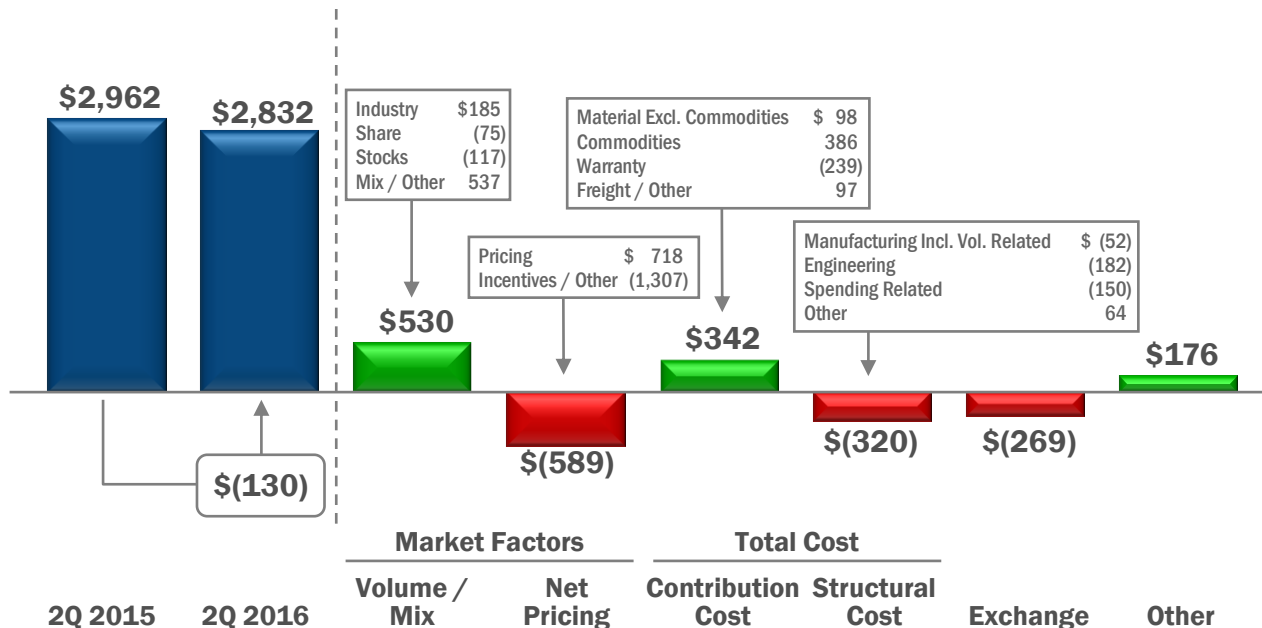 $2,962
$2,832
$(130)
Industry $185
Share (75)
Stocks (117)
Mix / Other 537
$530
Pricing $ 718
Incentives / Other (1,307)
$(589)
Material Excl. Commodities $ 98
Commodities 386
Warranty (239)
Freight / Other 97
$342
Manufacturing Incl. Vol. Related $ (52)
Engineering (182)
Spending Related (150)
Other 64
$(320)
$(269)
$176
Market Factors
Total Cost
2Q 2015
2Q 2016
Volume /
Mix
Net
Pricing
Contribution
Cost
Structural
Cost
Exchange
Other